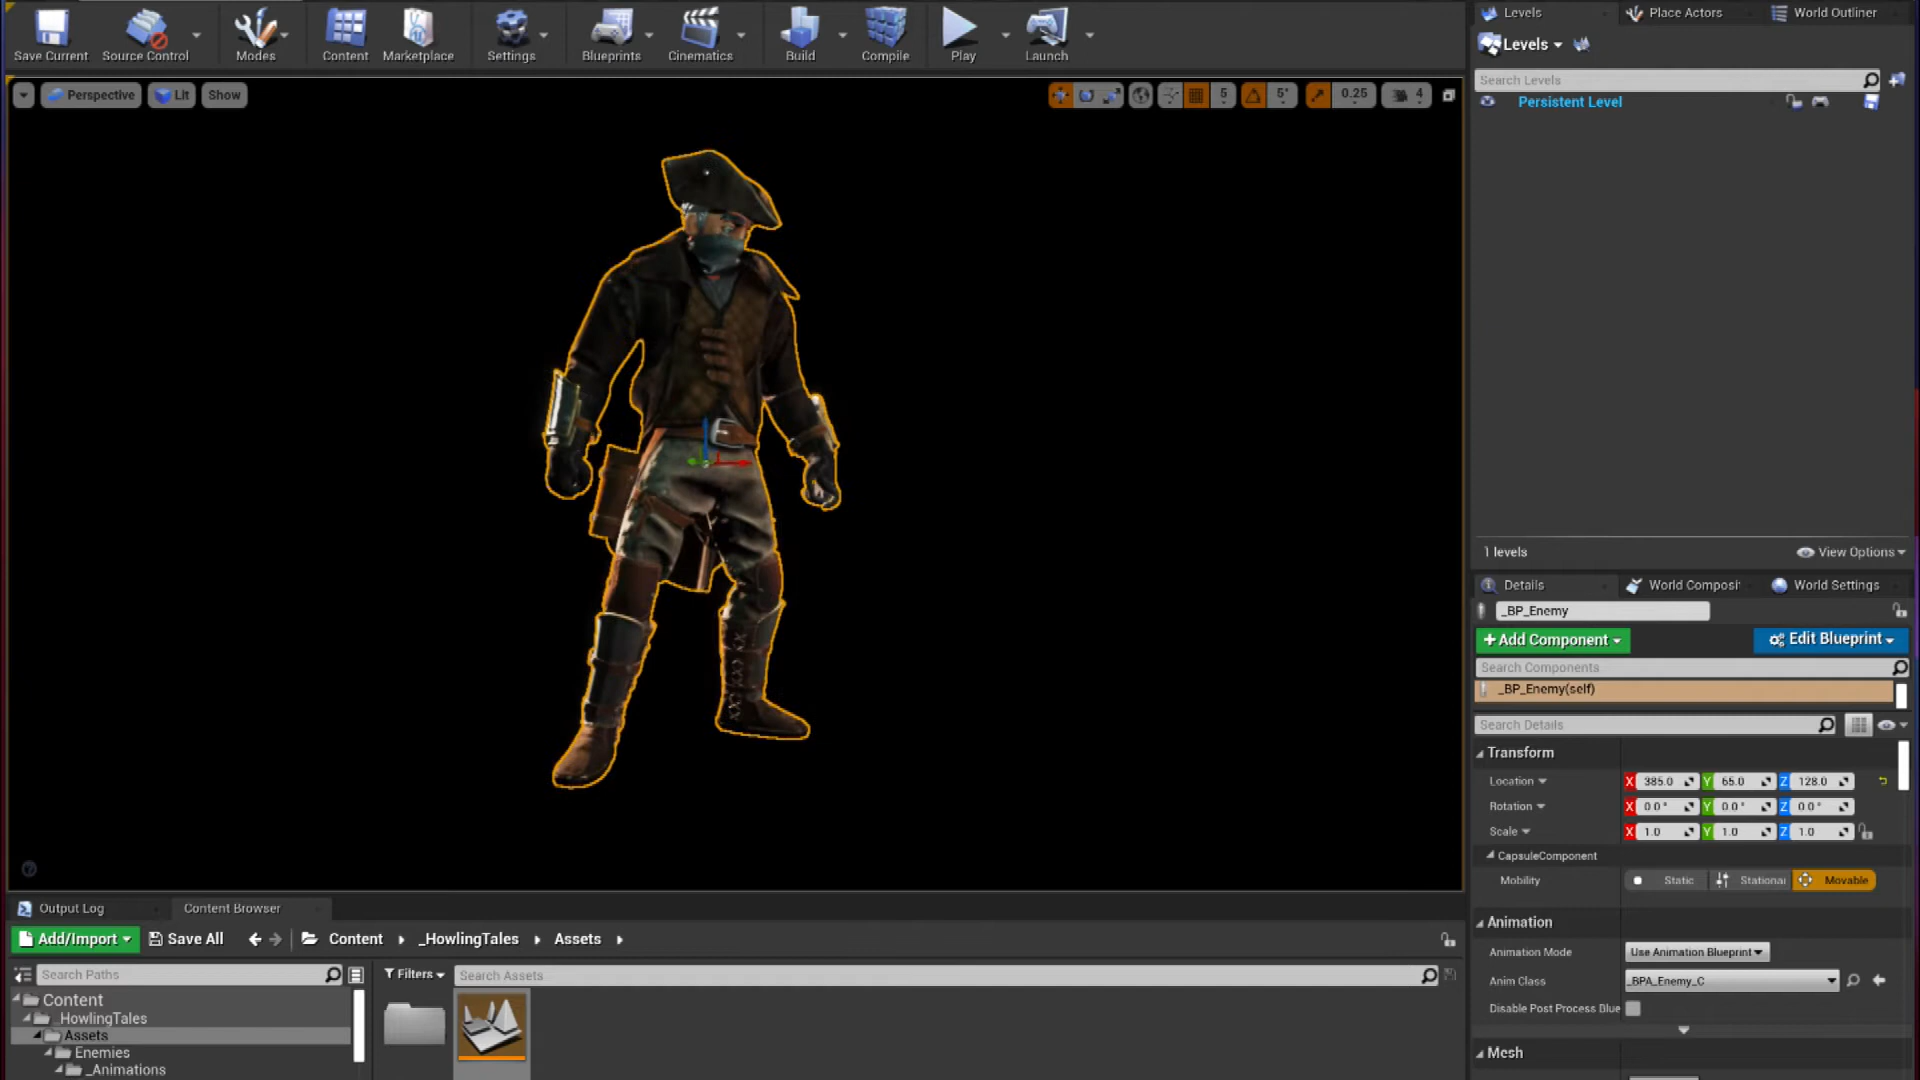 Save Current
Source Control
Modes
Content
Marketplace
Settings
Blueprints
Cinematics
Build
Compile
Play
Launch
Perspective
Lit
Show
5
5°
0.25
4
Levels
Place Actors
World Outliner
Levels
Search Levels
Persistent Level
1 levels
View Options
Details
World Composit
World Settings
_BP_Enemy
+Add Component
Edit Blueprint
Search Components
_BP_Enemy(self)
Search Details
Transform
Location
X 385.0 Y 65.0 Z 128.0
Rotation
X 0.0° Y 0.0° Z 0.0°
Scale
X 1.0 Y 1.0 Z 1.0
CapsuleComponent
Mobility
Static
Stationar
Movable
Animation
Animation Mode
Use Animation Blueprint
Anim Class
_BPA_Enemy_C
Disable Post Process Blue
Mesh
Output Log
Content Browser
Add/Import
Save All
Content
_HowlingTales
Assets
Search Paths
Filters
Search Assets
Content
_HowlingTales
Assets
Enemies
_Animations